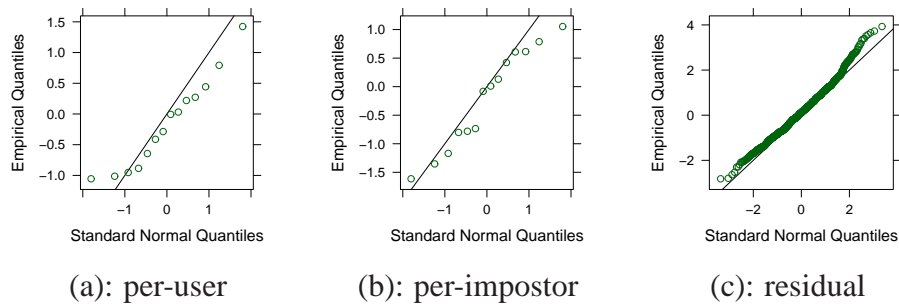 1.5
1.0
0.5
0.0
−0.5
−1.0
Empirical Quantiles
−1 0 1
Standard Normal Quantiles
(a): per-user
1.0
0.5
0.0
−0.5
−1.0
−1.5
Empirical Quantiles
−1 0 1
Standard Normal Quantiles
(b): per-impostor
4
2
0
−2
Empirical Quantiles
−2 0 2
Standard Normal Quantiles
(c): residual